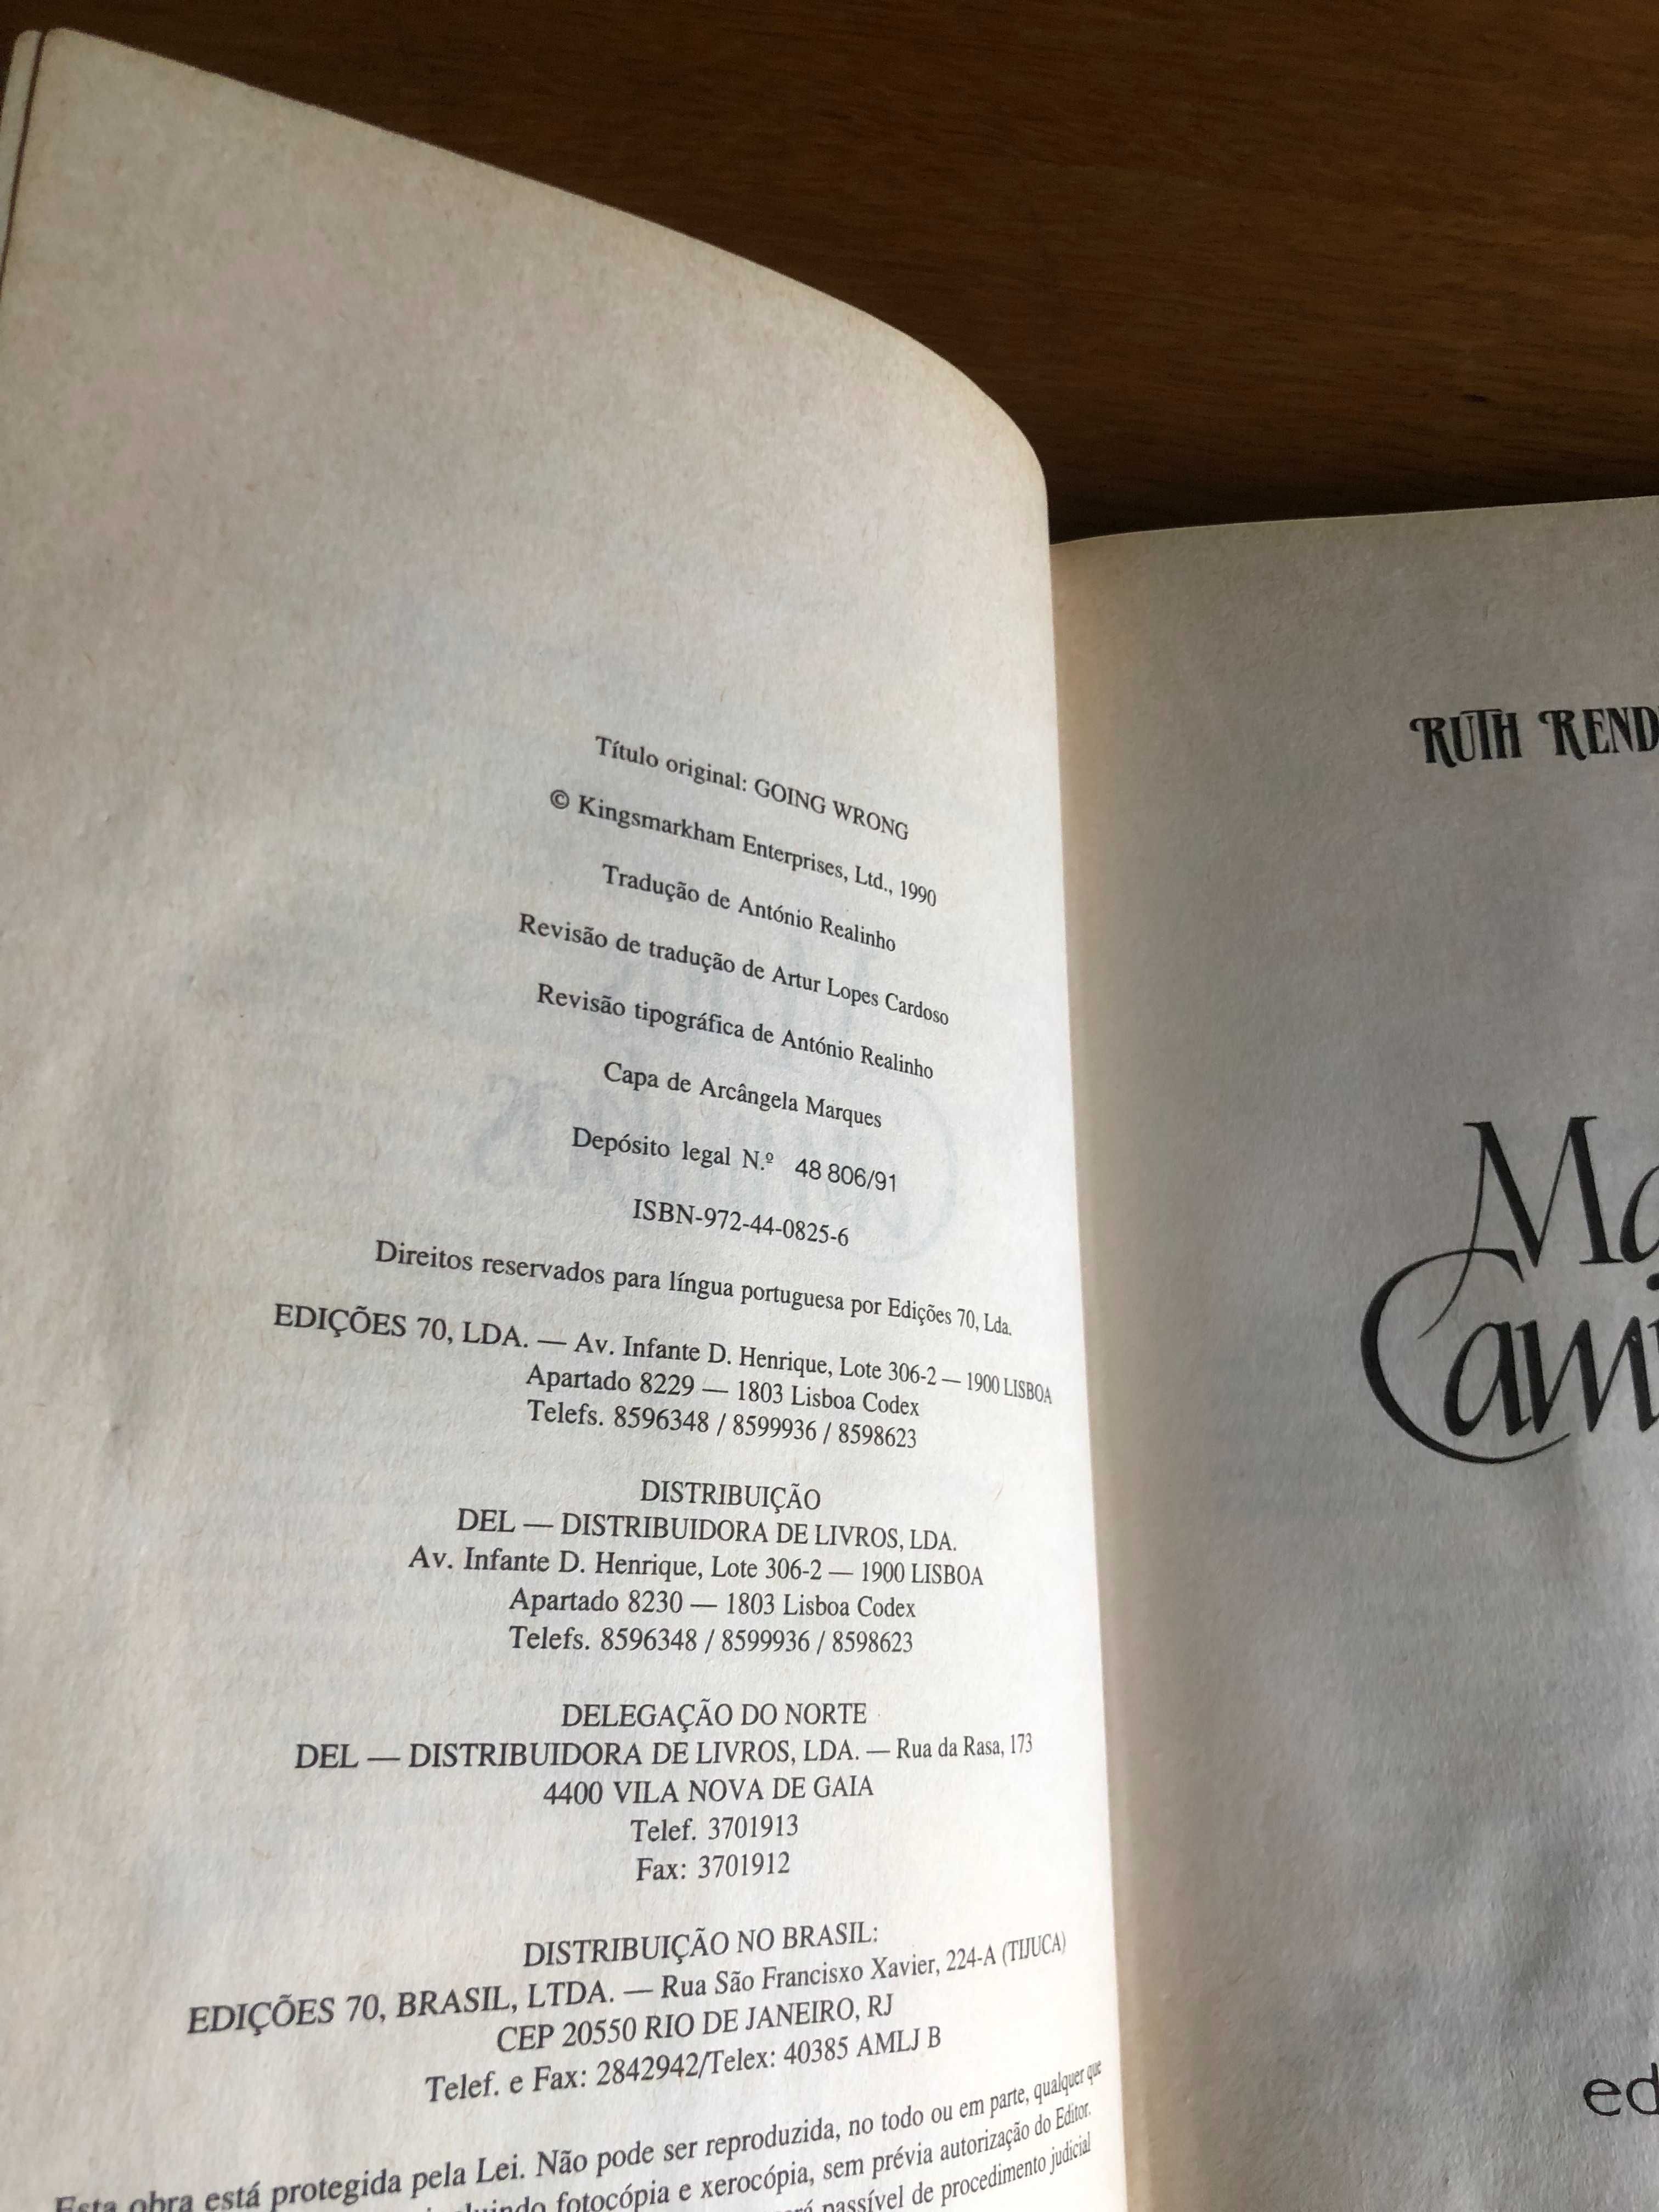 Título original: GOING WRONG
© Kingsmarkham Enterprises, Ltd., 1990
Tradução de António Realinho
Revisão de tradução de Artur Lopes Cardoso
Revisão tipográfica de António Realinho
Capa de Arcângela Marques
Depósito legal N.º 48 806/91
ISBN-972-44-0825-6
Direitos reservados para língua portuguesa por Edições 70, Lda.
EDIÇÕES 70, LDA. — Av. Infante D. Henrique, Lote 306-2 — 1900 LISBOA
Apartado 8229 — 1803 Lisboa Codex
Telefs. 8596348 / 8599936 / 8598623
DISTRIBUIÇÃO
DEL — DISTRIBUIDORA DE LIVROS, LDA.
Av. Infante D. Henrique, Lote 306-2 — 1900 LISBOA
Apartado 8230 — 1803 Lisboa Codex
Telefs. 8596348 / 8599936 / 8598623
DELEGAÇÃO DO NORTE
DEL — DISTRIBUIDORA DE LIVROS, LDA. — Rua da Rasa, 173
4400 VILA NOVA DE GAIA
Telef. 3701913
Fax: 3701912
DISTRIBUIÇÃO NO BRASIL:
EDIÇÕES 70, BRASIL, LTDA. — Rua São Francisxo Xavier, 224-A (TIJUCA)
CEP 20550 RIO DE JANEIRO, RJ
Telef. e Fax: 2842942/Telex: 40385 AMLJ B
Esta obra está protegida pela Lei. Não pode ser reproduzida, no todo ou em parte, qualquer que
fotocópia e xerocópia, sem prévia autorização do Editor.
passível de procedimento judicial
RUTH REND
Ma
Cami
ed